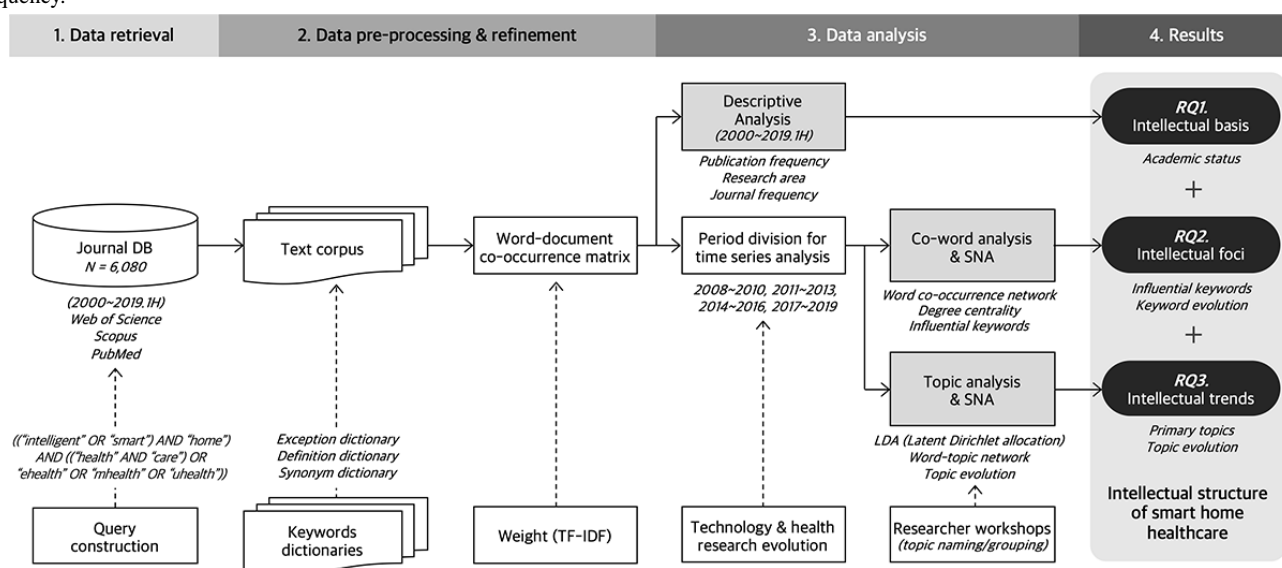 quency.
1. Data retrieval
2. Data pre-processing & refinement
3. Data analysis
4. Results
Descriptive
Analysis
(2000~2019.1H)
Publication frequency
Research area
Journal frequency
RQ1.
Intellectual basis
Academic status
+
Journal DB
N = 6,080
(2000~2019.1H)
Web of Science
Scopus
PubMed
Text corpus
Word-document
co-occurrence matrix
Period division for
time series analysis
2008~2010, 2011~2013,
2014~2016, 2017~2019
Co-word analysis
& SNA
Word co-occurrence network
Degree centrality
Influential keywords
RQ2.
Intellectual foci
Influential keywords
Keyword evolution
+
Topic analysis
& SNA
LDA (Latent Dirichlet allocation)
Word-topic network
Topic evolution
RQ3.
Intellectual trends
Primary topics
Topic evolution
((“intelligent” OR “smart”) AND “home”)
AND ((“health” AND “care”) OR
“ehealth” OR “mhealth” OR “uhealth”))
Exception dictionary
Definition dictionary
Synonym dictionary
Query
construction
Keywords
dictionaries
Weight (TF-IDF)
Technology & health
research evolution
Researcher workshops
(topic naming/grouping)
Intellectual structure
of smart home
healthcare